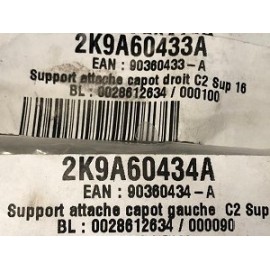 2K9A60433A
EAN : 90360433-A
Support attache capot droit C2 Sup 16
BL : 0028612634 / 000100
2K9A60434A
EAN : 90360434-A
Support attache capot gauche C2 Sup
BL : 0028612634 / 000090